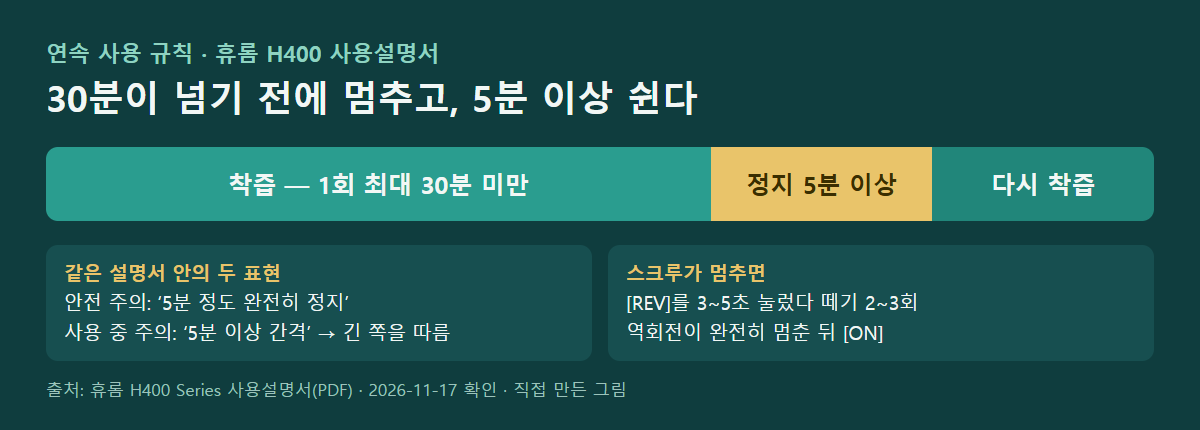 연속 사용 규칙 · 휴롬 H400 사용설명서
30분이 넘기 전에 멈추고, 5분 이상 쉰다
착즙 — 1회 최대 30분 미만
정지 5분 이상
다시 착즙
같은 설명서 안의 두 표현
안전 주의: ‘5분 정도 완전히 정지’
사용 중 주의: ‘5분 이상 간격’ → 긴 쪽을 따름
스크루가 멈추면
[REV]를 3~5초 눌렀다 떼기 2~3회
역회전이 완전히 멈춘 뒤 [ON]
출처: 휴롬 H400 Series 사용설명서(PDF) · 2026-11-17 확인 · 직접 만든 그림